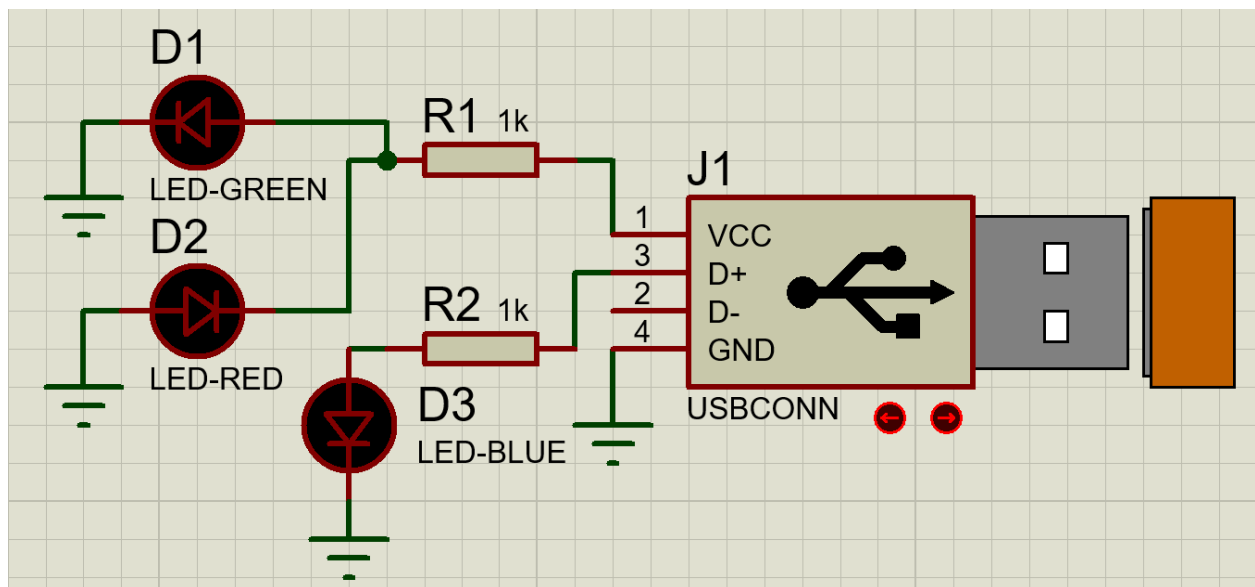 D1
LED-GREEN
D2
LED-RED
R1 1k
R2 1k
D3
LED-BLUE
J1
1 VCC
3 D+
2 D-
4 GND
USBCONN